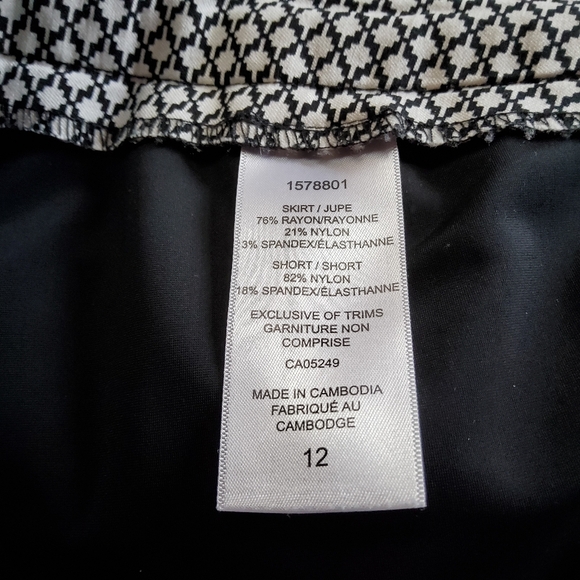 1578801
SKIRT / JUPE
76% RAYON/RAYONNE
21% NYLON
3% SPANDEX/ÉLASTHANNE
SHORT / SHORT
82% NYLON
18% SPANDEX/ÉLASTHANNE
EXCLUSIVE OF TRIMS
GARNITURE NON
COMPRISE
CA05249
MADE IN CAMBODIA
FABRIQUÉ AU
CAMBODGE
12